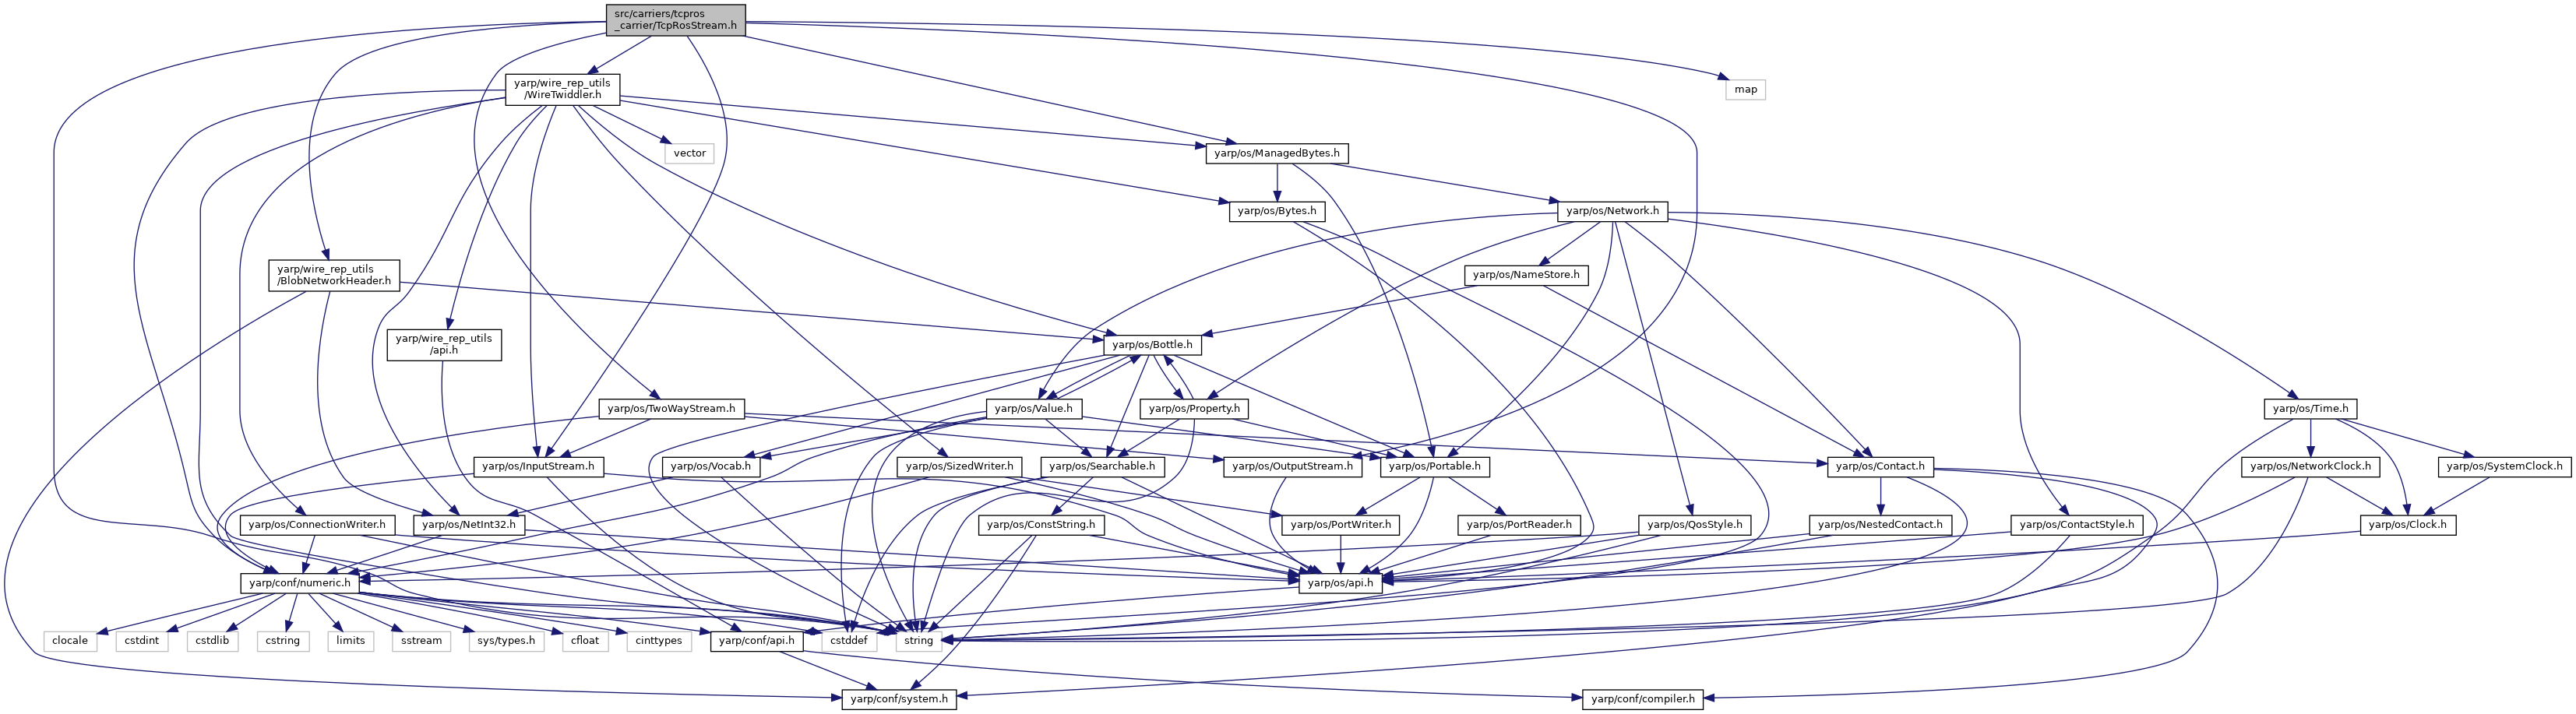 src/carriers/tcpros
_carrier/TcpRosStream.h
yarp/wire_rep_utils
/WireTwiddler.h
map
vector
yarp/os/ManagedBytes.h
yarp/os/Bytes.h
yarp/os/Network.h
yarp/wire_rep_utils
/BlobNetworkHeader.h
yarp/os/NameStore.h
yarp/wire_rep_utils
/api.h
yarp/os/Bottle.h
yarp/os/TwoWayStream.h
yarp/os/Value.h
yarp/os/Property.h
yarp/os/Time.h
yarp/os/InputStream.h
yarp/os/Vocab.h
yarp/os/SizedWriter.h
yarp/os/Searchable.h
yarp/os/OutputStream.h
yarp/os/Portable.h
yarp/os/Contact.h
yarp/os/NetworkClock.h
yarp/os/SystemClock.h
yarp/os/ConnectionWriter.h
yarp/os/NetInt32.h
yarp/os/ConstString.h
yarp/os/PortWriter.h
yarp/os/PortReader.h
yarp/os/QosStyle.h
yarp/os/NestedContact.h
yarp/os/ContactStyle.h
yarp/os/Clock.h
yarp/conf/numeric.h
yarp/os/api.h
clocale
cstdint
cstdlib
cstring
limits
sstream
sys/types.h
cfloat
cinttypes
yarp/conf/api.h
cstddef
string
yarp/conf/system.h
yarp/conf/compiler.h